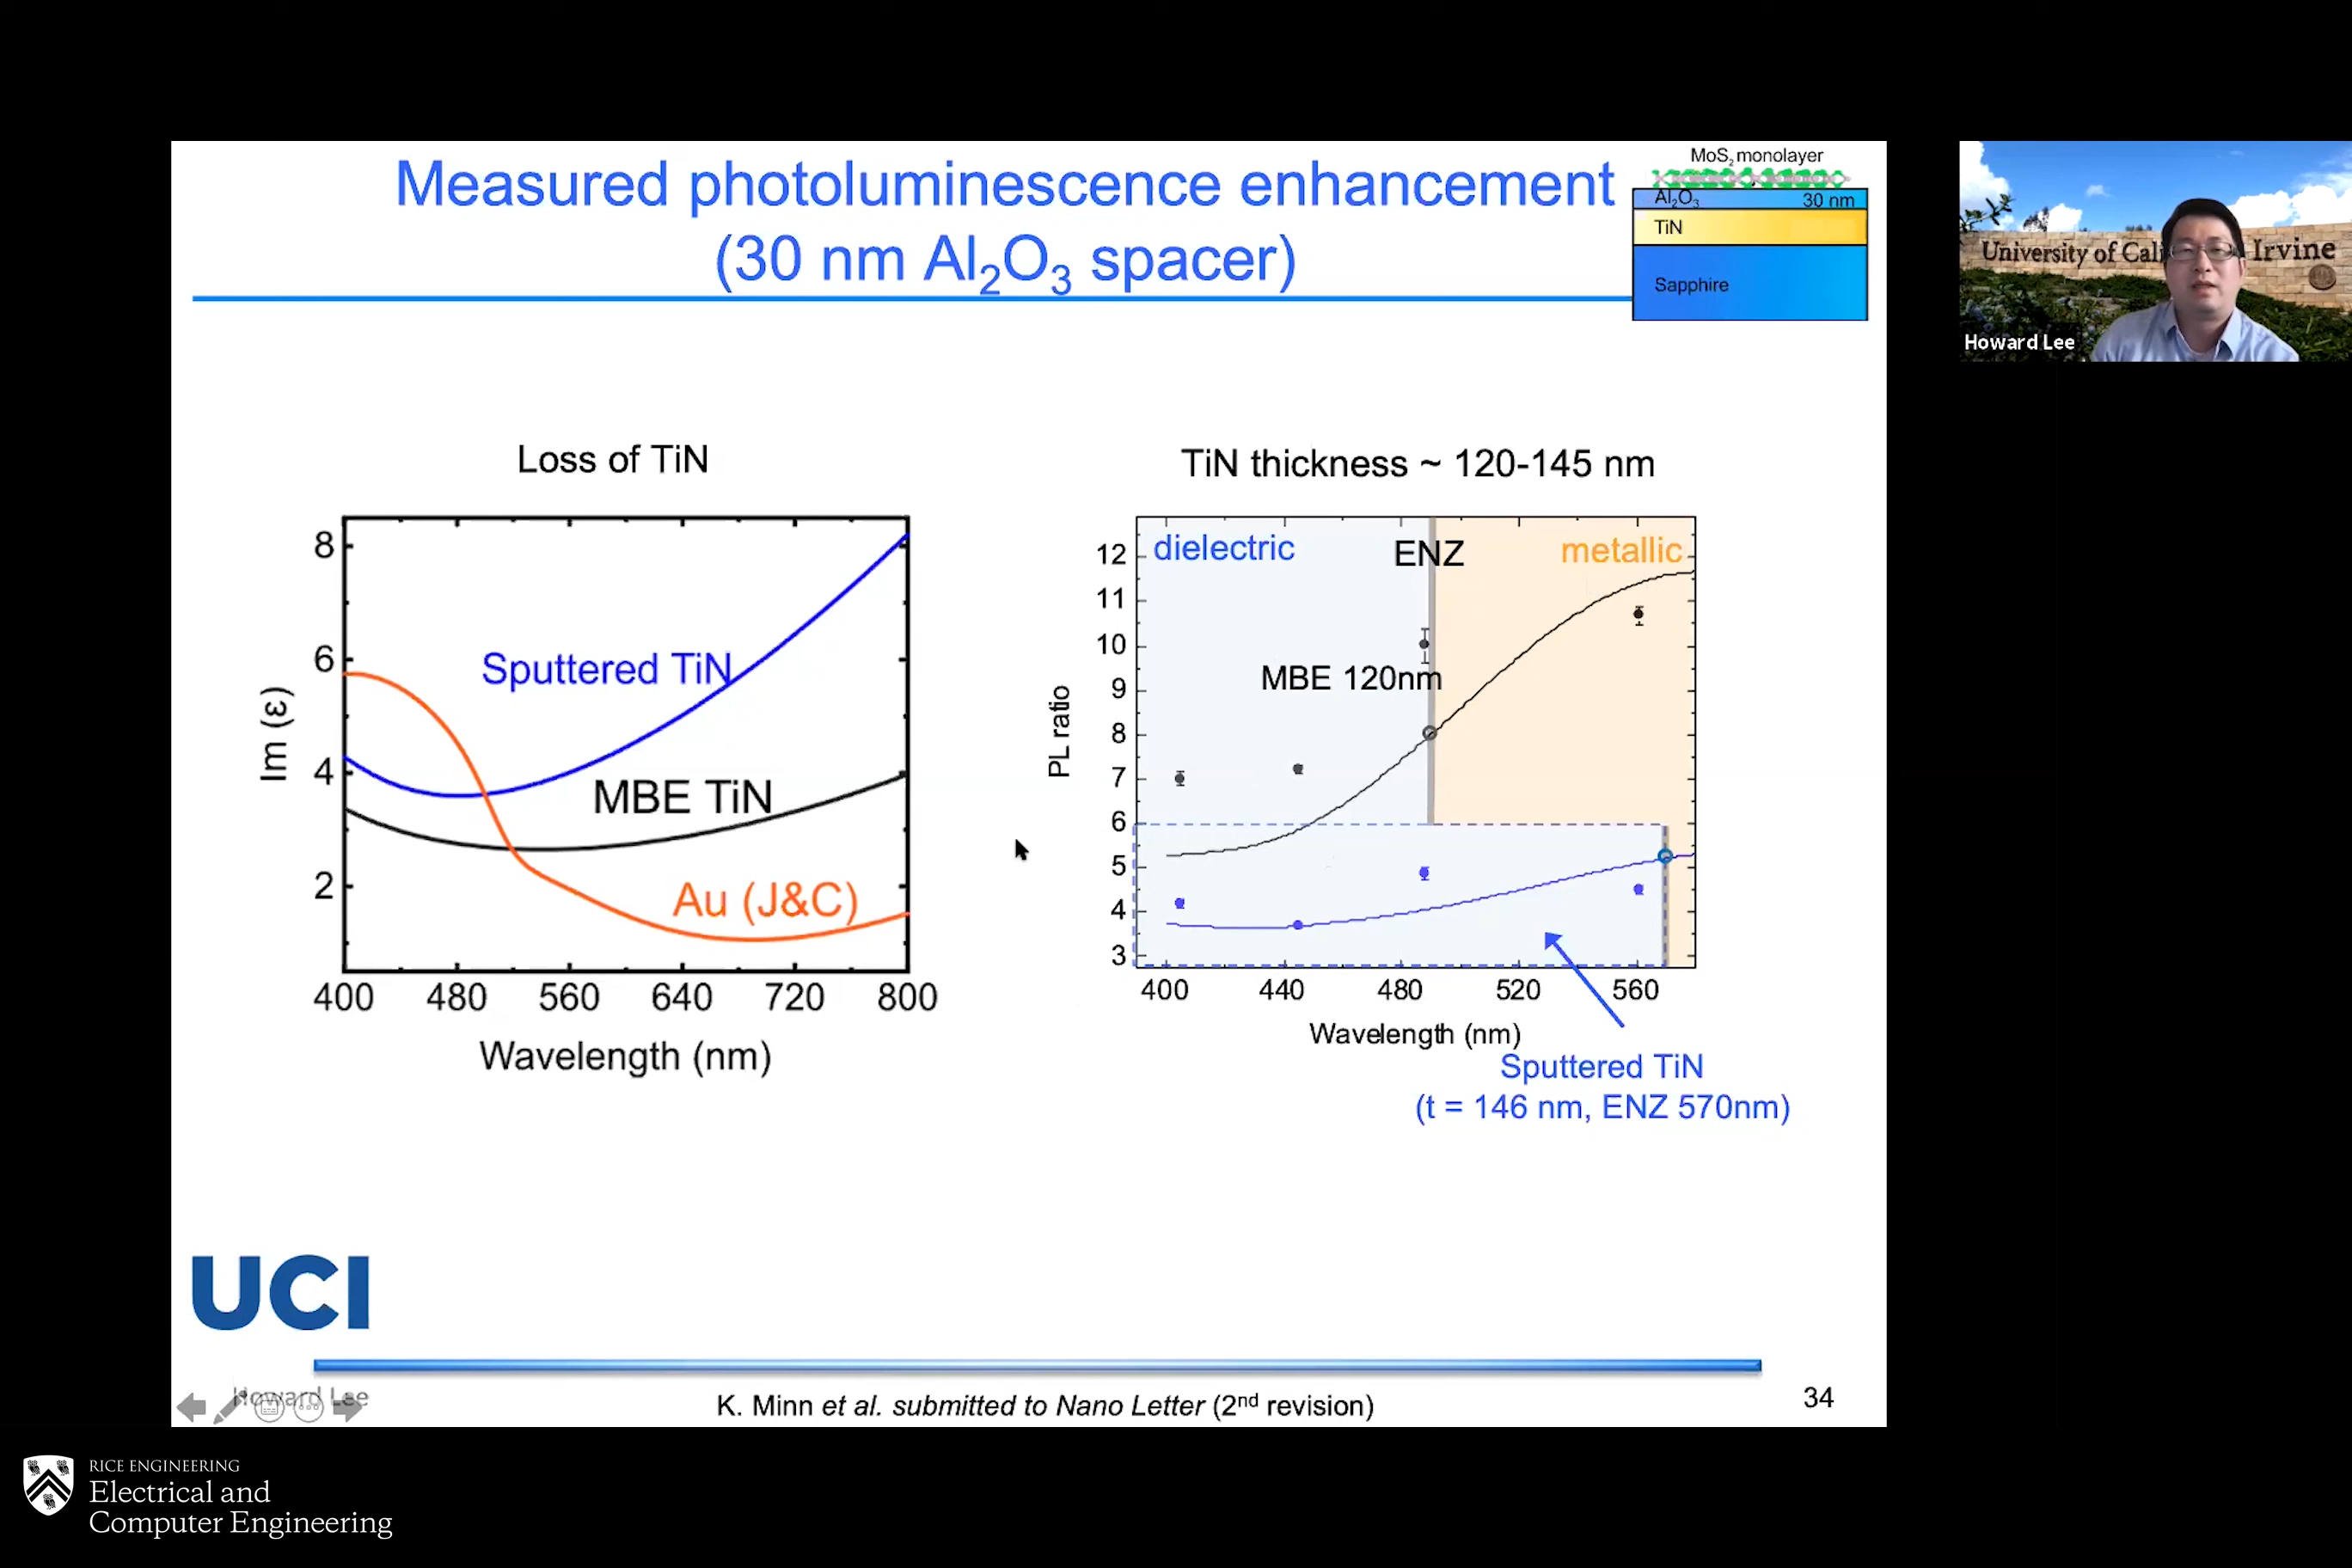 Measured photoluminescence enhancement
(30 nm Al₂O₃ spacer)
MoS₂ monolayer
Al₂O₃ 30 nm
TiN
Sapphire
University of Cali Irvine
Howard Lee
Loss of TiN
8
6
4
2
Im (ε)
Sputtered TiN
MBE TiN
Au (J&C)
400 480 560 640 720 800
Wavelength (nm)
TiN thickness ~ 120-145 nm
dielectric
ENZ
metallic
MBE 120nm
12
11
10
9
8
7
6
5
4
3
PL ratio
400 440 480 520 560
Wavelength (nm)
Sputtered TiN
(t = 146 nm, ENZ 570nm)
UCI
Howard Lee
K. Minn et al. submitted to Nano Letter (2nd revision)
34
RICE ENGINEERING
Electrical and
Computer Engineering